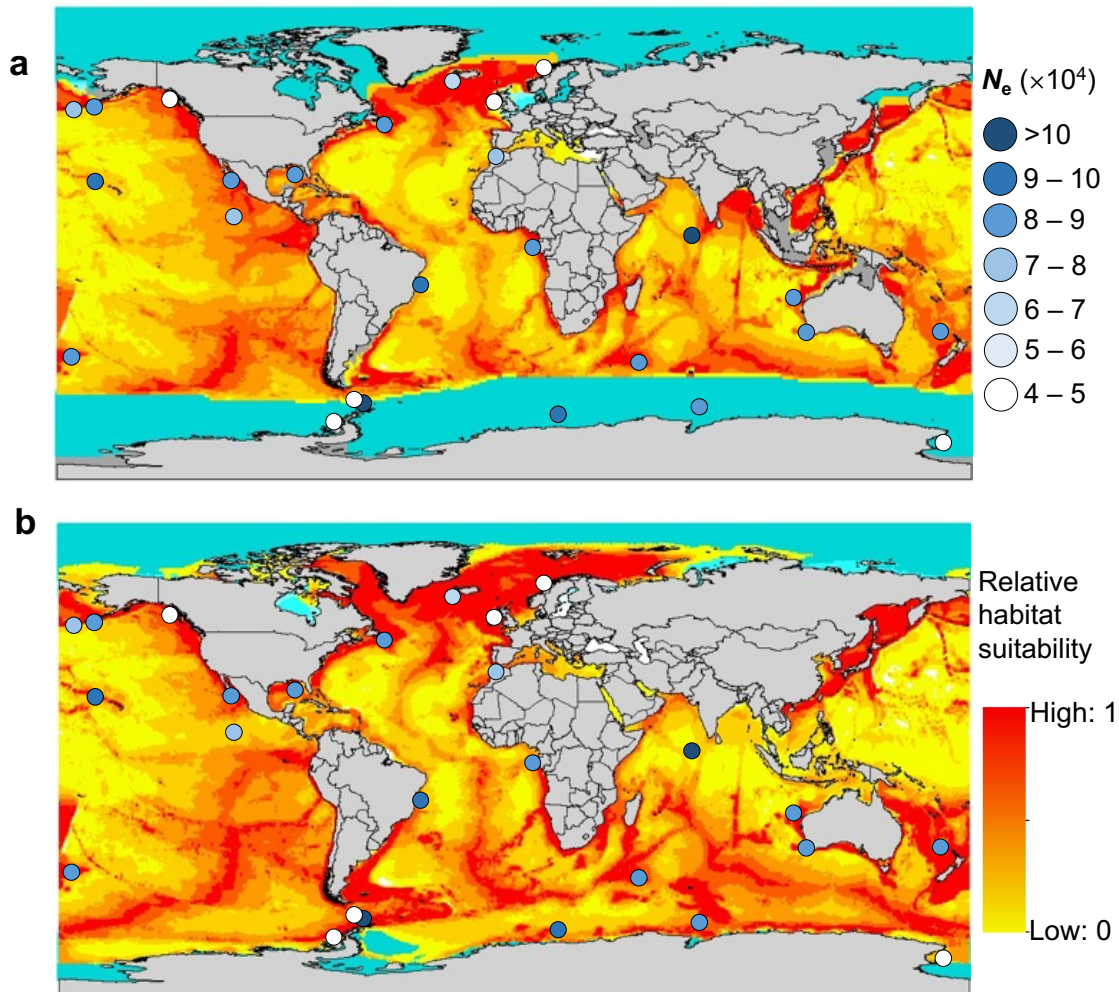 a
Ne (×10⁴)
>10
9 – 10
8 – 9
7 – 8
6 – 7
5 – 6
4 – 5
b
Relative
habitat
suitability
High: 1
Low: 0